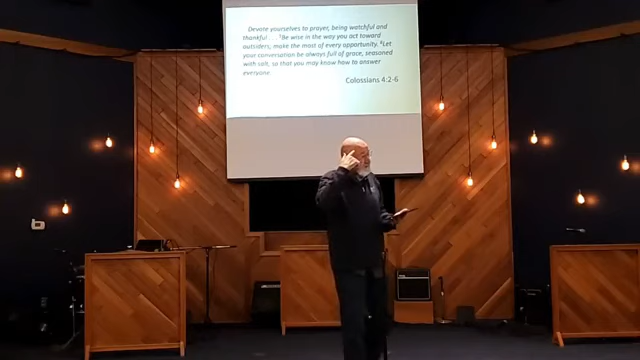 Devote yourselves to prayer, being watchful and
thankful . . . ⁵Be wise in the way you act toward
outsiders, make the most of every opportunity. ⁶Let
your conversation be always full of grace, seasoned
with salt, so that you may know how to answer
everyone.
Colossians 4:2-6